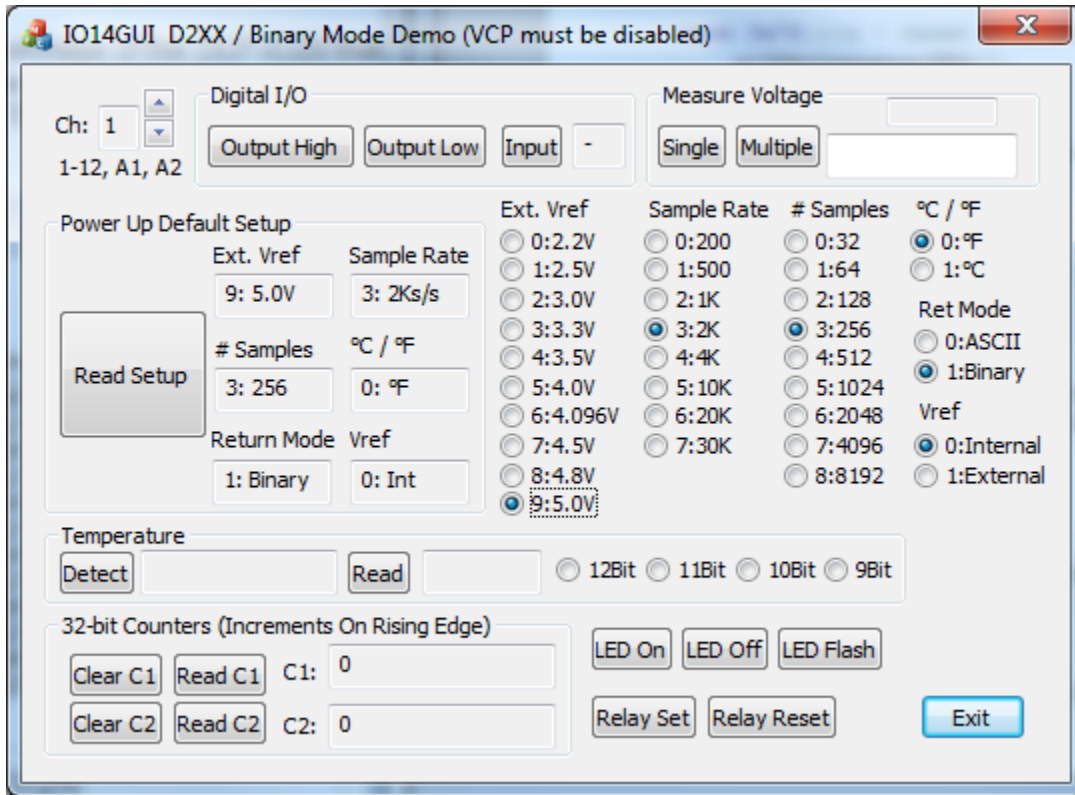 IO14GUI D2XX / Binary Mode Demo (VCP must be disabled)
Ch: 1
1-12, A1, A2
Digital I/O
Output High Output Low Input -
Measure Voltage
Single Multiple
Power Up Default Setup
Read Setup
Ext. Vref Sample Rate
9: 5.0V 3: 2Ks/s
# Samples °C / °F
3: 256 0: °F
Return Mode Vref
1: Binary 0: Int
Ext. Vref
0:2.2V
1:2.5V
2:3.0V
3:3.3V
4:3.5V
5:4.0V
6:4.096V
7:4.5V
8:4.8V
9:5.0V
Sample Rate
0:200
1:500
2:1K
3:2K
4:4K
5:10K
6:20K
7:30K
# Samples
0:32
1:64
2:128
3:256
4:512
5:1024
6:2048
7:4096
8:8192
°C / °F
0:°F
1:°C
Ret Mode
0:ASCII
1:Binary
Vref
0:Internal
1:External
Temperature
Detect Read 12Bit 11Bit 10Bit 9Bit
32-bit Counters (Increments On Rising Edge)
Clear C1 Read C1 C1: 0
Clear C2 Read C2 C2: 0
LED On LED Off LED Flash
Relay Set Relay Reset Exit